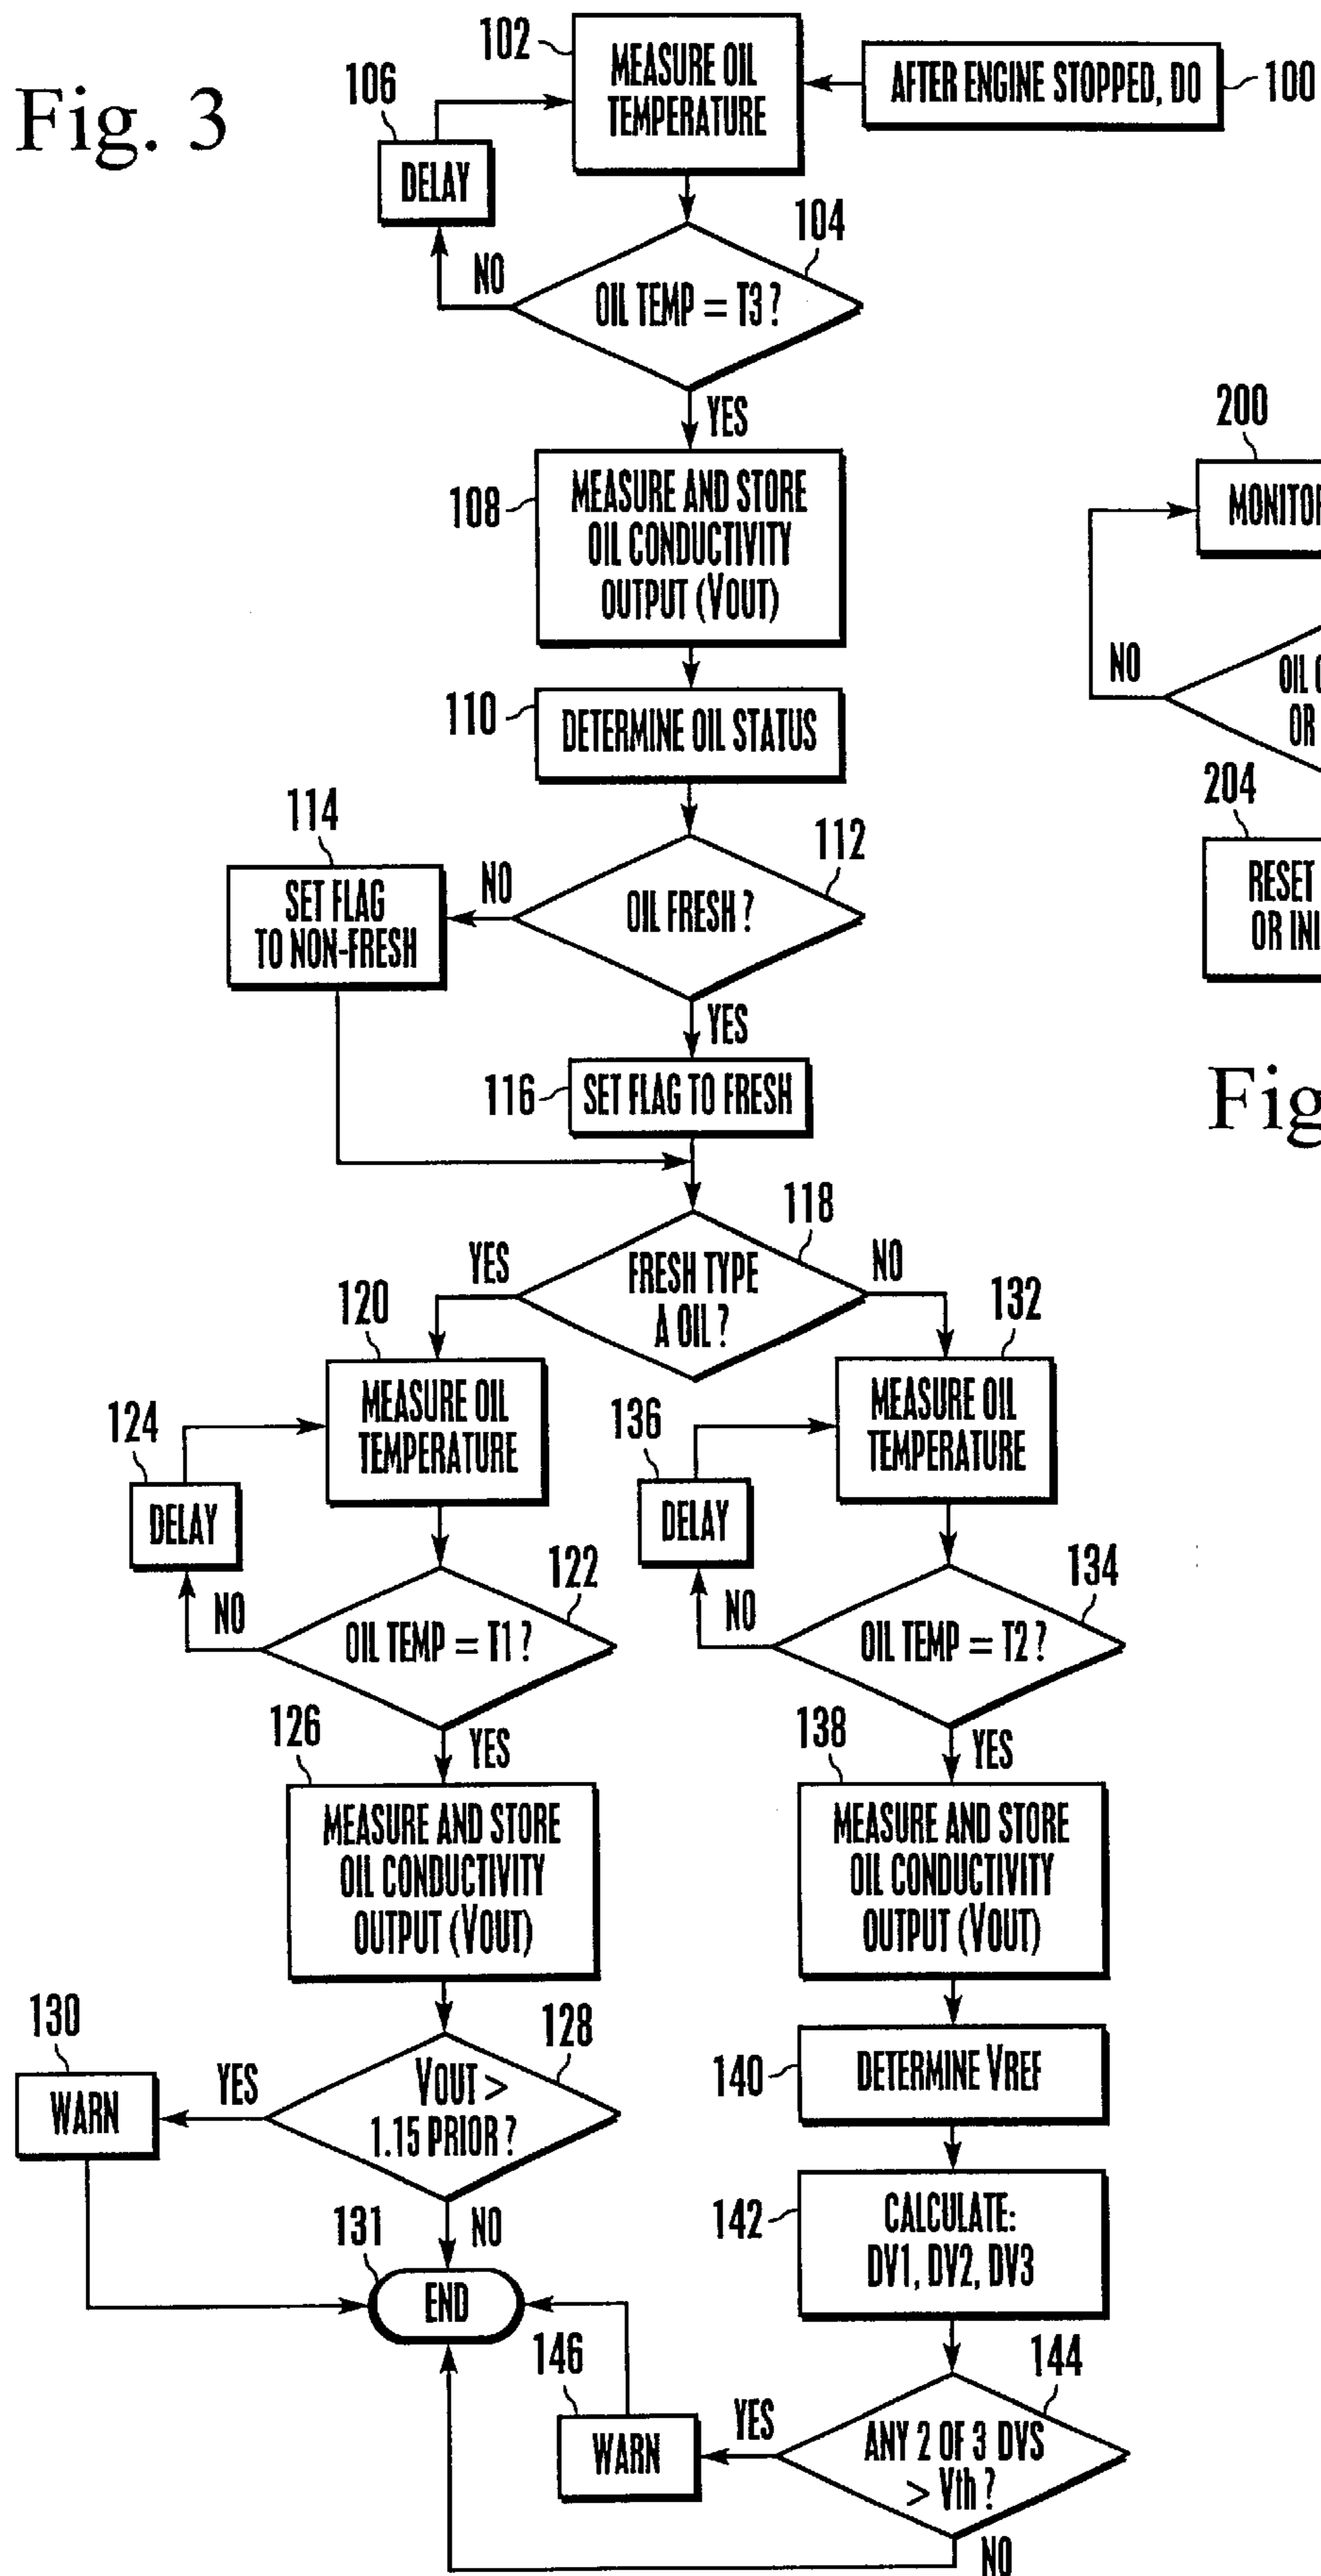 Fig. 3
102
MEASURE OIL
TEMPERATURE
AFTER ENGINE STOPPED, DO
100
106
DELAY
104
NO
OIL TEMP = T3 ?
YES
108
MEASURE AND STORE
OIL CONDUCTIVITY
OUTPUT (VOUT)
110
DETERMINE OIL STATUS
114
SET FLAG
TO NON-FRESH
NO
112
OIL FRESH ?
YES
116
SET FLAG TO FRESH
118
YES
FRESH TYPE
A OIL ?
NO
120
MEASURE OIL
TEMPERATURE
124
DELAY
122
NO
OIL TEMP = T1 ?
YES
126
MEASURE AND STORE
OIL CONDUCTIVITY
OUTPUT (VOUT)
128
130
WARN
YES
VOUT >
1.15 PRIOR ?
NO
131
END
132
MEASURE OIL
TEMPERATURE
136
DELAY
134
NO
OIL TEMP = T2 ?
YES
138
MEASURE AND STORE
OIL CONDUCTIVITY
OUTPUT (VOUT)
140
DETERMINE VREF
142
CALCULATE:
DV1, DV2, DV3
144
146
WARN
YES
ANY 2 OF 3 DVS
> Vth ?
NO
200
MONITOR
NO
OIL
OR
204
RESET
OR INI
Fig